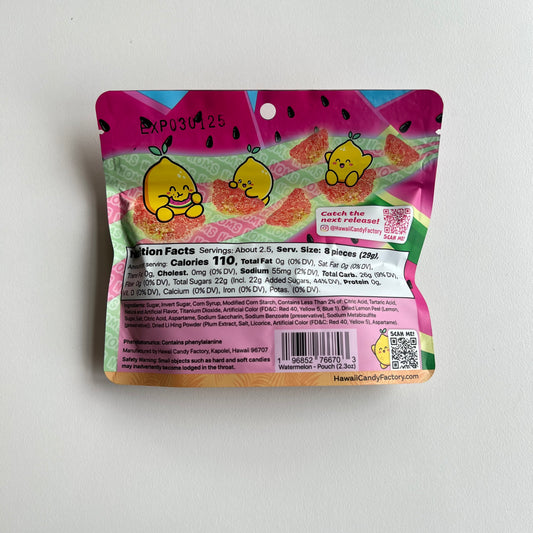 EXP030125
Catch the
next release!
@HawaiiCandyFactory
SCAN ME!
Nutrition Facts Servings: About 2.5, Serv. Size: 8 pieces (29g),
Amount per serving: Calories 110, Total Fat 0g (0% DV), Sat. Fat 0g (0% DV),
Trans Fat 0g, Cholest. 0mg (0% DV), Sodium 55mg (2% DV), Total Carb. 26g (9% DV),
Fiber 0g (0% DV), Total Sugars 22g (Incl. 22g Added Sugars, 44% DV), Protein 0g,
Vit. D (0% DV), Calcium (0% DV), Iron (0% DV), Potas. (0% DV).
Ingredients: Sugar, Invert Sugar, Corn Syrup, Modified Corn Starch, Contains Less Than 2% of, Citric Acid, Tartaric Acid,
Natural and Artificial Flavor, Titanium Dioxide, Artificial Color (FD&C: Red 40, Yellow 5, Blue 1). Dried Lemon Peel (Lemon,
Sugar, Salt, Citric Acid, Aspartame, Sodium Saccharin, Sodium Benzoate [preservative], Sodium Metabisulfite
[preservative]), Dried Li Hing Powder (Plum Extract, Salt, Licorice, Artificial Color (FD&C: Red 40, Yellow 5), Aspartame).
Phenylketonurics: Contains phenylalanine
Manufactured by Hawaii Candy Factory, Kapolei, Hawaii 96707
Safety Warning: Small objects such as hard and soft candies
may inadvertently become lodged in the throat.
1 96852 76670 3
Watermelon - Pouch (2.3oz)
SCAN ME!
HawaiiCandyFactory.com